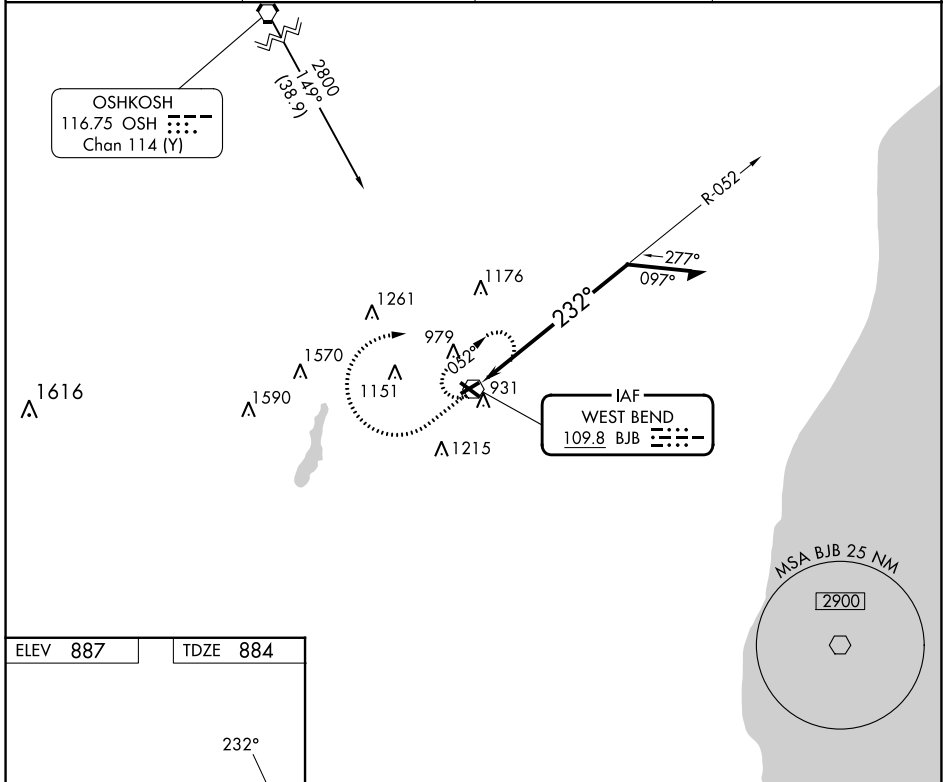 2800
149°
(38.9)
OSHKOSH
116.75 OSH
Chan 114 (Y)
R-052
277°
097°
232°
1176
1261
979
052°
1570
1151
931
1616
1590
1215
IAF
WEST BEND
109.8 BJB
MSA BJB 25 NM
2900
ELEV 887
TDZE 884
232°